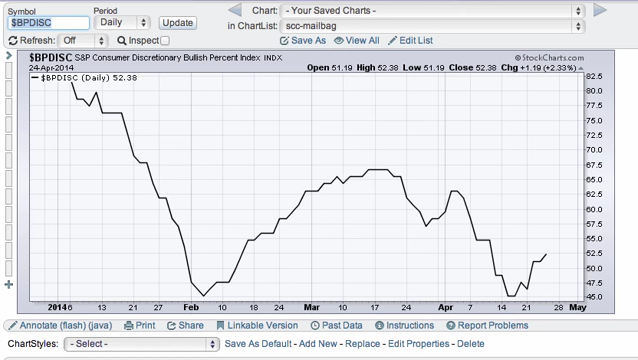 Symbol Period Chart: - Your Saved Charts -
$BPDISC Daily Update in ChartList: scc-mailbag
Refresh: Off Inspect Save As View All Edit List
$BPDISC S&P Consumer Discretionary Bullish Percent Index INDX © StockCharts.com
24-Apr-2014 Open 51.19 High 52.38 Low 51.19 Close 52.38 Chg +1.19 (+2.33%)
$BPDISC (Daily) 52.38
82.5
80.0
77.5
75.0
72.5
70.0
67.5
65.0
62.5
60.0
57.5
55.0
52.5
50.0
47.5
45.0
2014 6 13 21 27 Feb 10 18 24 Mar 10 17 24 Apr 7 14 21 28 May
Annotate (flash) (java) Print Share Linkable Version Past Data Instructions Report Problems
ChartStyles: - Select - Save As Default - Add New - Replace - Edit Properties - Delete